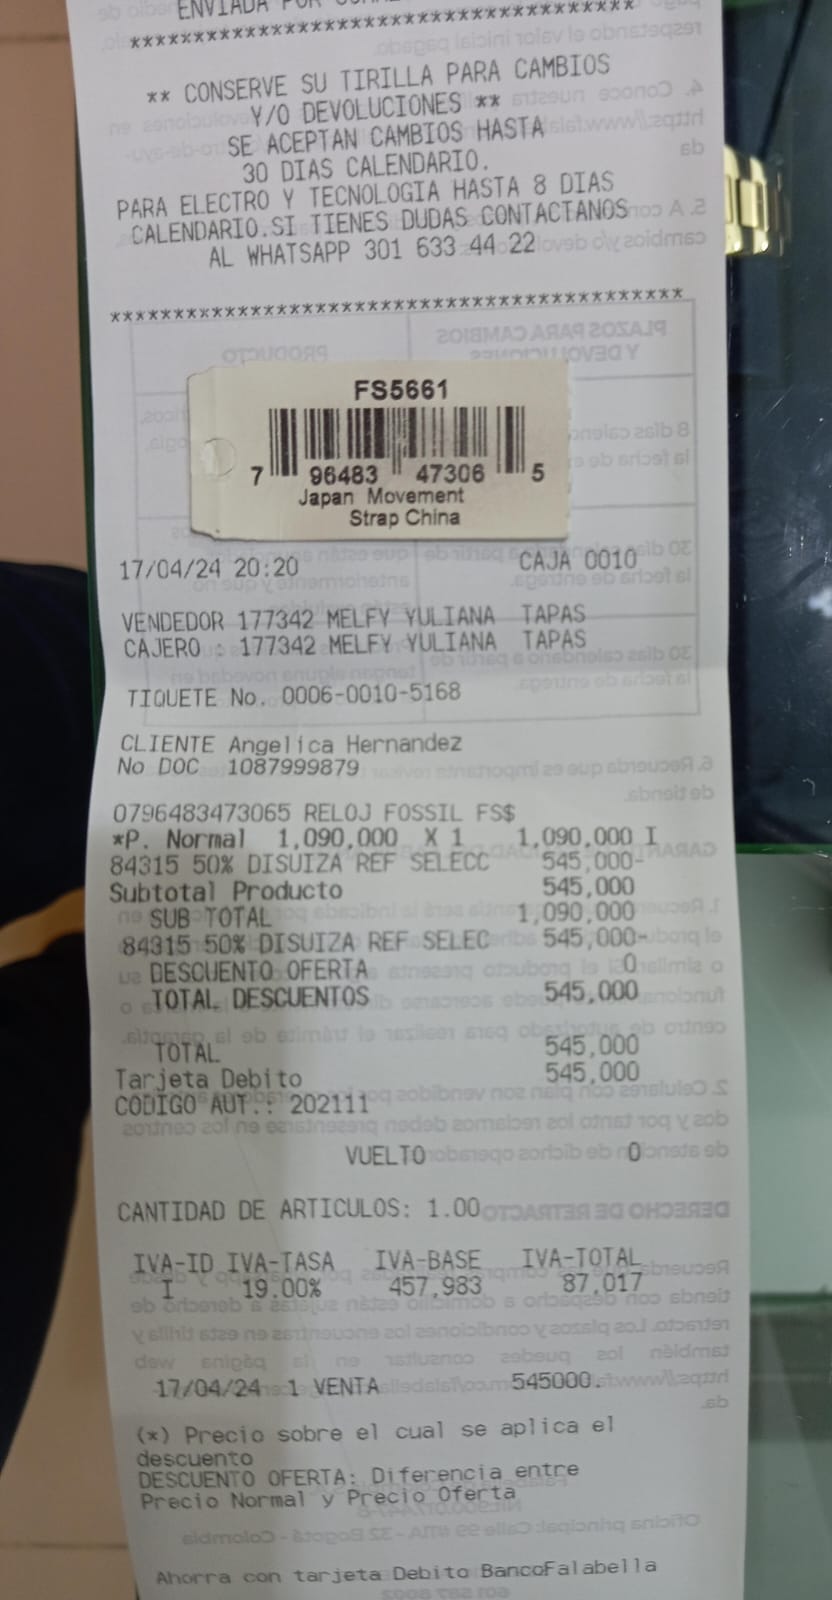 ENVIADA POR
****************************************
** CONSERVE SU TIRILLA PARA CAMBIOS
Y/O DEVOLUCIONES **
SE ACEPTAN CAMBIOS HASTA
30 DIAS CALENDARIO.
PARA ELECTRO Y TECNOLOGIA HASTA 8 DIAS
CALENDARIO.SI TIENES DUDAS CONTACTANOS
AL WHATSAPP 301 633 44 22
****************************************
FS5661
7 96483 47306 5
Japan Movement
Strap China
17/04/24 20:20 CAJA 0010
VENDEDOR 177342 MELFY YULIANA TAPAS
CAJERO : 177342 MELFY YULIANA TAPAS
TIQUETE No. 0006-0010-5168
CLIENTE Angelica Hernandez
No DOC 1087999879
0796483473065 RELOJ FOSSIL FS$
*P. Normal 1,090,000 X 1 1,090,000 I
84315 50% DISUIZA REF SELECC 545,000-
Subtotal Producto 545,000
SUB TOTAL 1,090,000
84315 50% DISUIZA REF SELEC 545,000-
DESCUENTO OFERTA 0
TOTAL DESCUENTOS 545,000
TOTAL 545,000
Tarjeta Debito 545,000
CODIGO AUT.: 202111
VUELTO 0
CANTIDAD DE ARTICULOS: 1.00
IVA-ID IVA-TASA IVA-BASE IVA-TOTAL
I 19.00% 457,983 87,017
17/04/24 1 VENTA 545000.
(*) Precio sobre el cual se aplica el
descuento
DESCUENTO OFERTA: Diferencia entre
Precio Normal y Precio Oferta
Ahorra con tarjeta Debito BancoFalabella